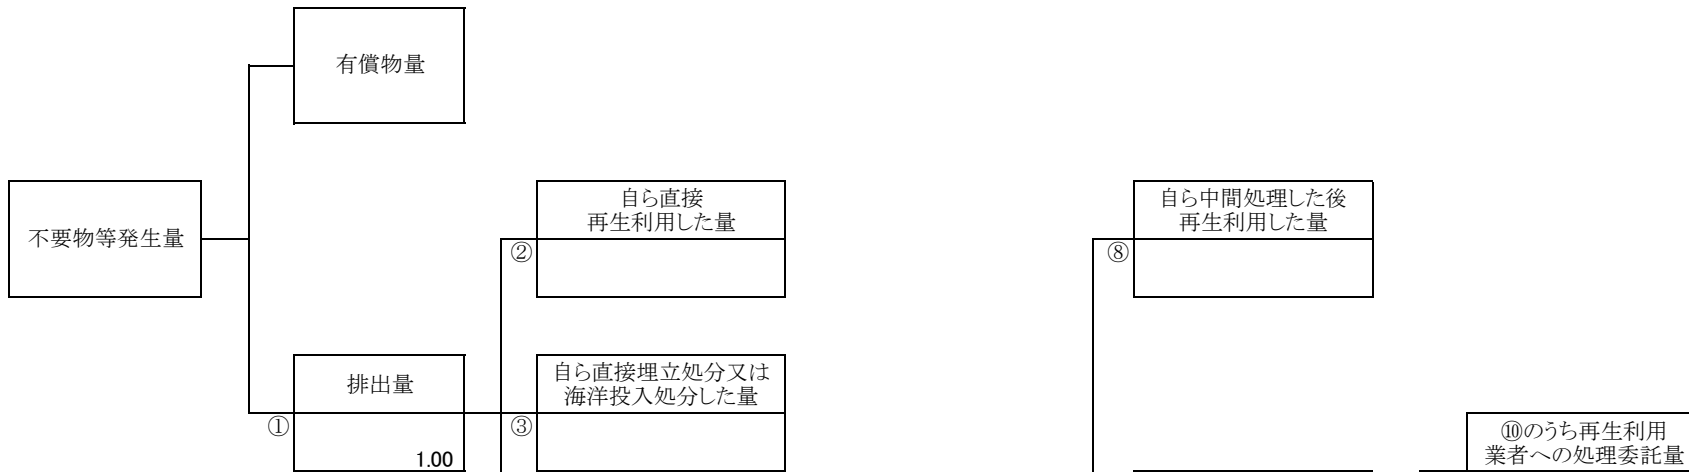 有償物量
不要物等発生量
自ら直接
再生利用した量
②
自ら中間処理した後
再生利用した量
⑧
排出量
①
1.00
自ら直接埋立処分又は
海洋投入処分した量
③
⑩のうち再生利用
業者への処理委託量